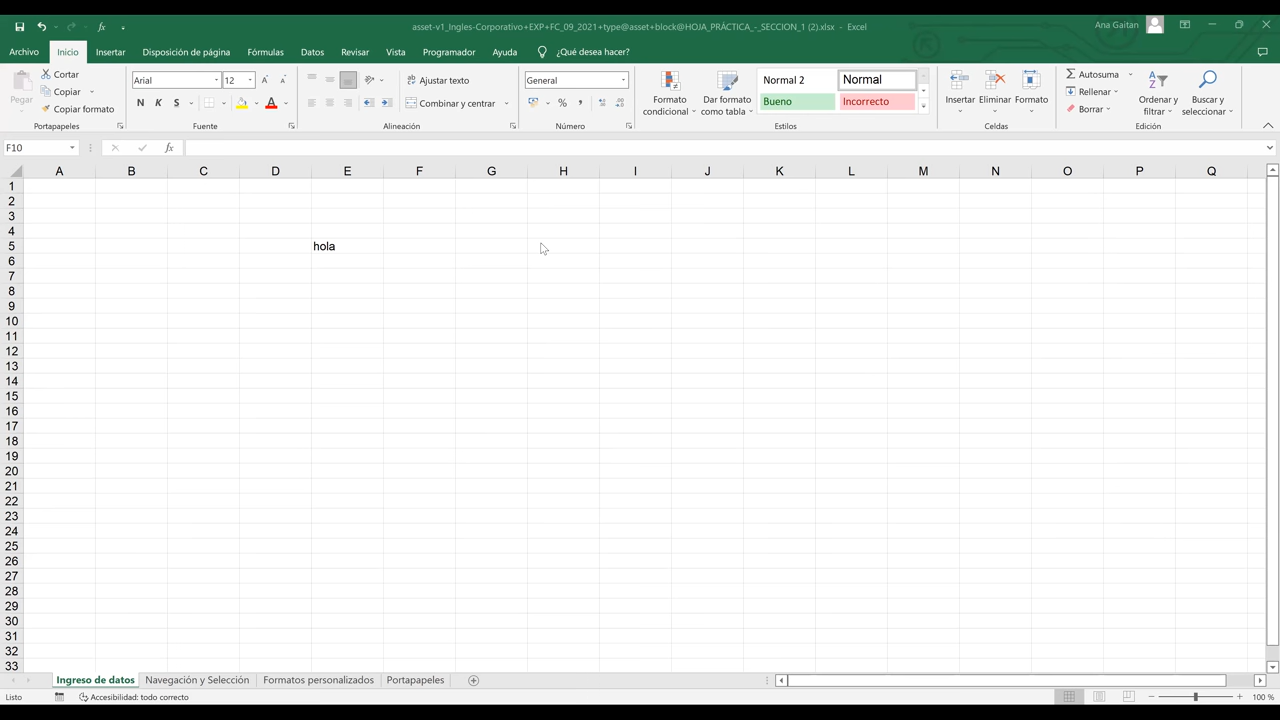 asset-v1_Ingles-Corporativo+EXP+FC_09_2021+type@asset+block@HOJA_PRÁCTICA_-_SECCION_1 (2).xlsx - Excel
Ana Gaitan
Archivo Inicio Insertar Disposición de página Fórmulas Datos Revisar Vista Programador Ayuda ¿Qué desea hacer?
Pegar
Cortar
Copiar
Copiar formato
Portapapeles
Arial 12
N K S
Fuente
Ajustar texto
Combinar y centrar
Alineación
General
Número
Formato condicional
Dar formato como tabla
Normal 2 Normal
Bueno Incorrecto
Estilos
Insertar Eliminar Formato
Celdas
Autosuma
Rellenar
Borrar
Ordenar y filtrar
Buscar y seleccionar
Edición
F10 fx
A B C D E F G H I J K L M N O P Q
1
2
3
4
5 hola
6
7
8
9
10
11
12
13
14
15
16
17
18
19
20
21
22
23
24
25
26
27
28
29
30
31
32
33
Ingreso de datos Navegación y Selección Formatos personalizados Portapapeles
Listo Accesibilidad: todo correcto 100 %